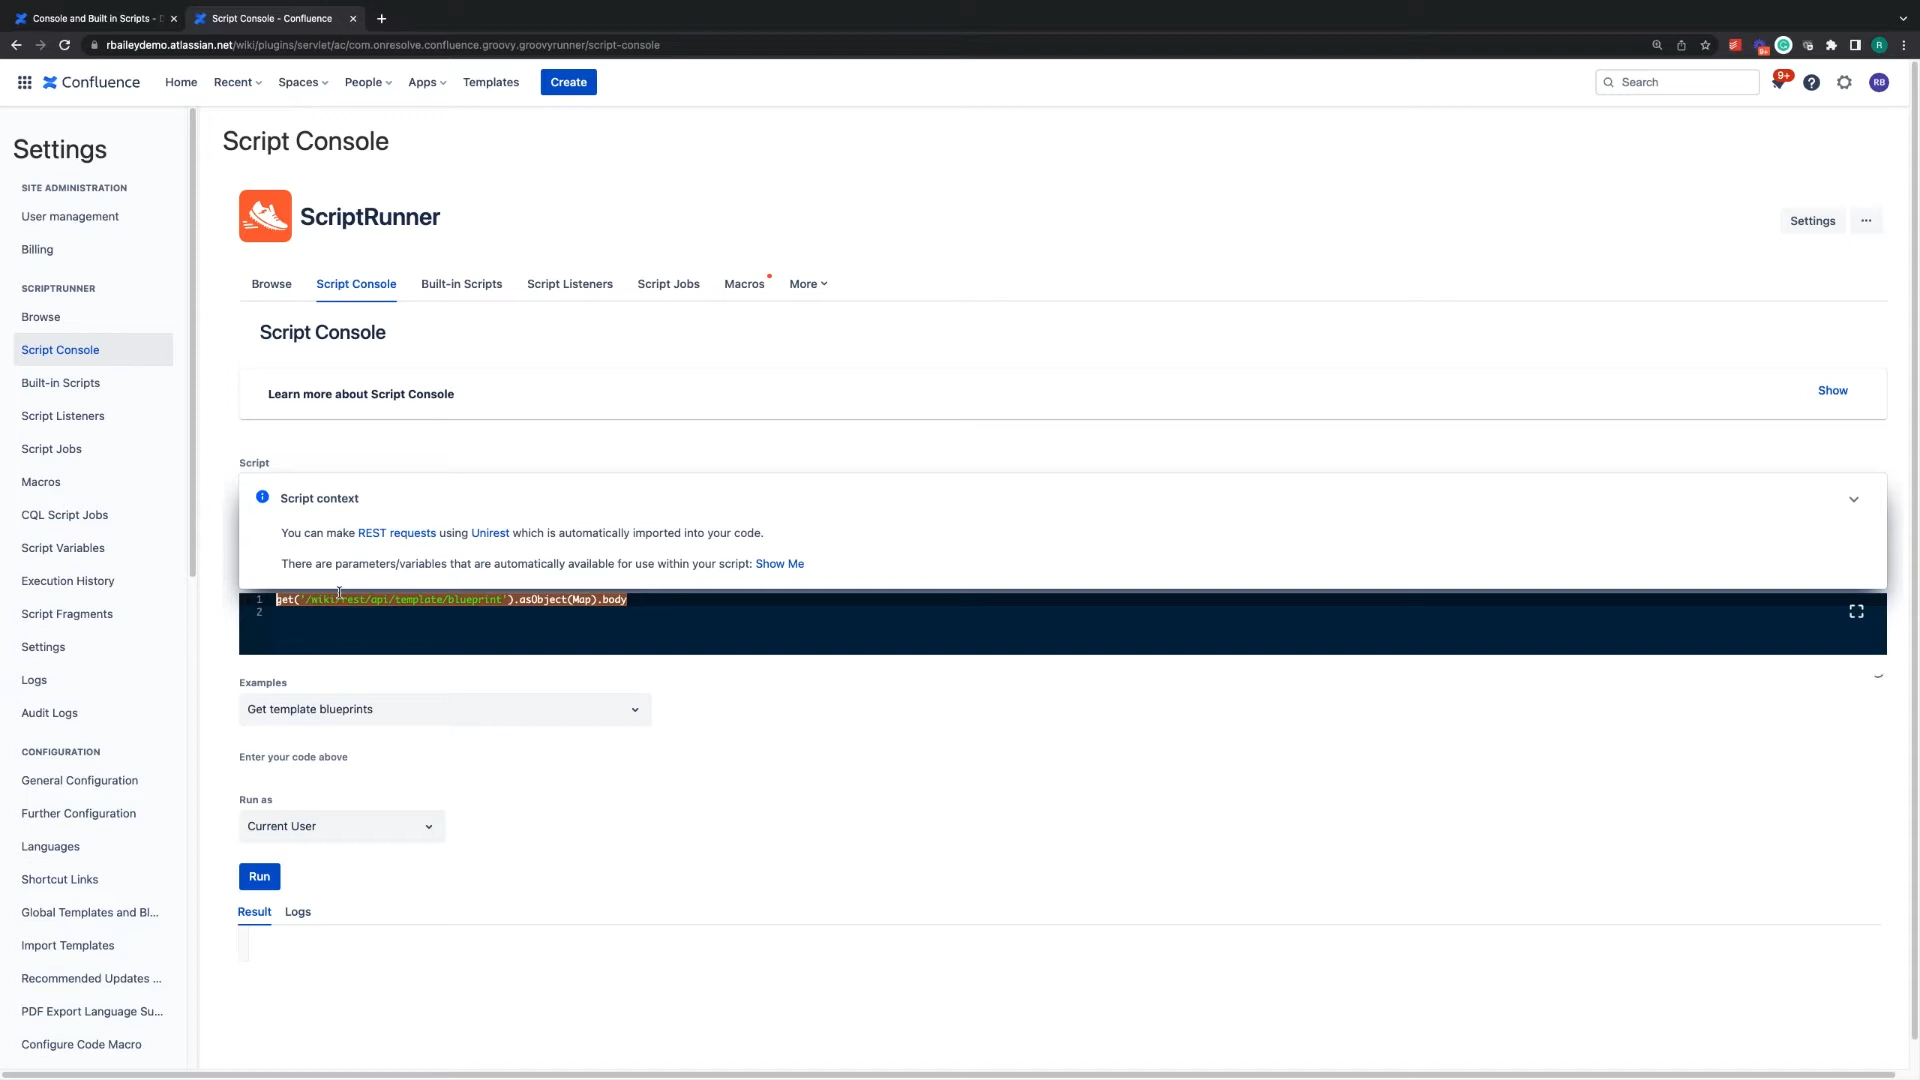 Console and Built in Scripts - D
Script Console - Confluence
rbaileydemo.atlassian.net/wiki/plugins/servlet/ac/com.onresolve.confluence.groovy.groovyrunner/script-console
R
Confluence
Home
Recent
Spaces
People
Apps
Templates
Create
Search
9+
RB
Settings
SITE ADMINISTRATION
User management
Billing
SCRIPTRUNNER
Browse
Script Console
Built-in Scripts
Script Listeners
Script Jobs
Macros
CQL Script Jobs
Script Variables
Execution History
Script Fragments
Settings
Logs
Audit Logs
CONFIGURATION
General Configuration
Further Configuration
Languages
Shortcut Links
Global Templates and Bl...
Import Templates
Recommended Updates ...
PDF Export Language Su...
Configure Code Macro
Script Console
ScriptRunner
Settings
Browse
Script Console
Built-in Scripts
Script Listeners
Script Jobs
Macros
More
Script Console
Learn more about Script Console
Show
Script
Script context
You can make REST requests using Unirest which is automatically imported into your code.
There are parameters/variables that are automatically available for use within your script: Show Me
1 get('/wiki/rest/api/template/blueprint').asObject(Map).body
2
Examples
Get template blueprints
Enter your code above
Run as
Current User
Run
Result
Logs